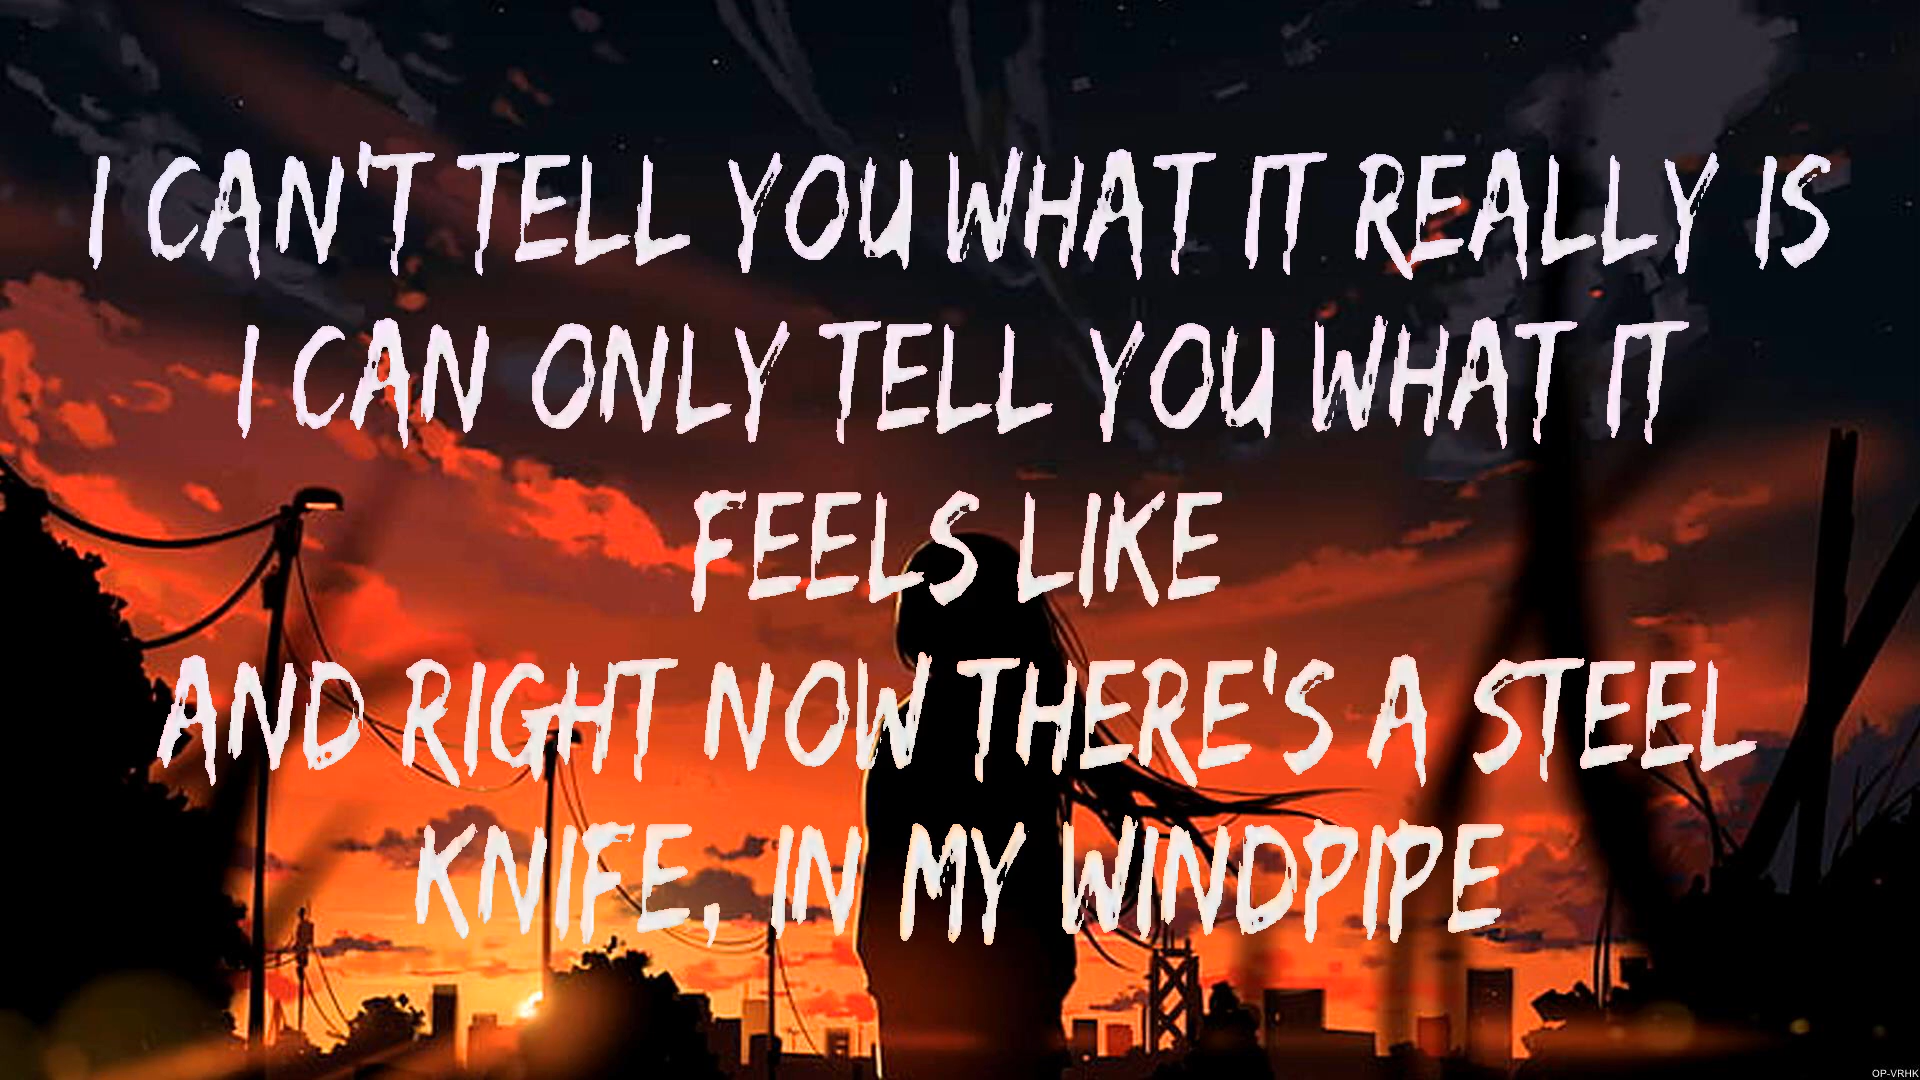 I CAN'T TELL YOU WHAT IT REALLY IS
I CAN ONLY TELL YOU WHAT IT
FEELS LIKE
AND RIGHT NOW THERE'S A STEEL
KNIFE, IN MY WINDPIPE
OP-VRHK